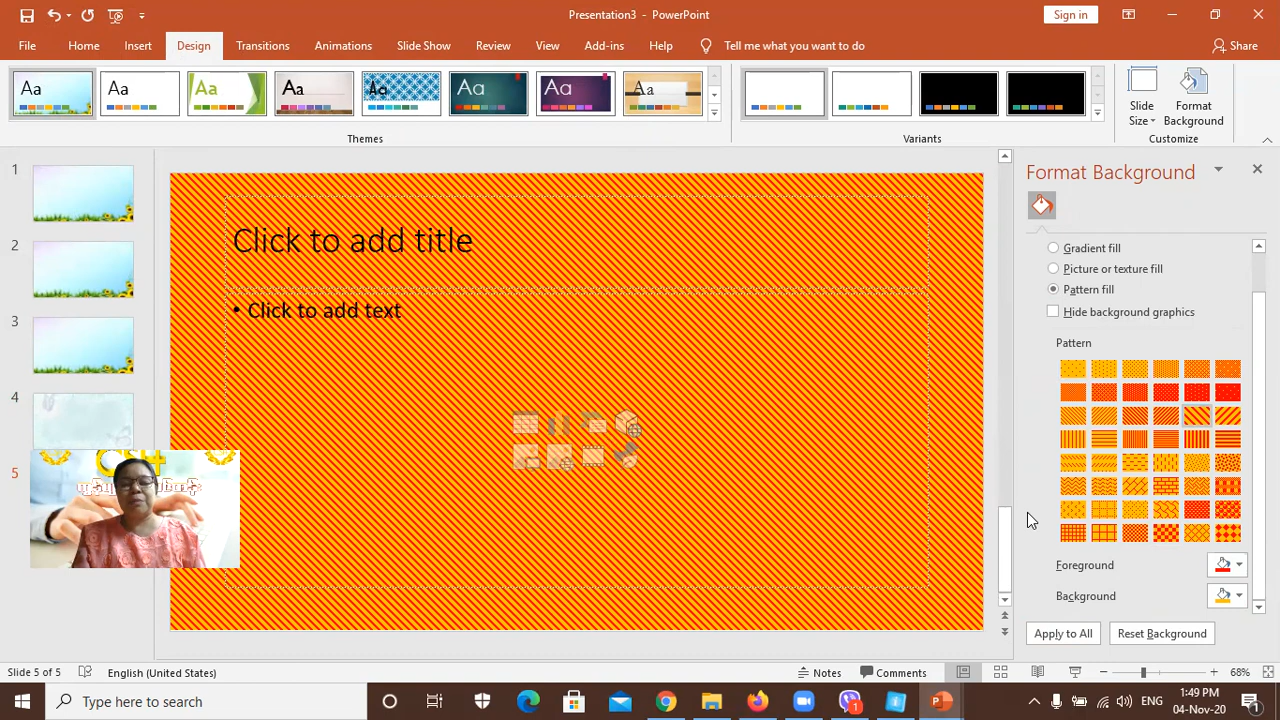 Presentation3 - PowerPoint
Sign in
File Home Insert Design Transitions Animations Slide Show Review View Add-ins Help Tell me what you want to do Share
Aa Aa Aa Aa Aa Aa Aa Aa
Slide Size
Format Background
Themes Variants Customize
1
2
3
4
5
Click to add title
• Click to add text
Format Background
Gradient fill
Picture or texture fill
Pattern fill
Hide background graphics
Pattern
Foreground
Background
Apply to All Reset Background
Slide 5 of 5 English (United States) Notes Comments 68%
Type here to search
1
ENG
1:49 PM
04-Nov-20
1